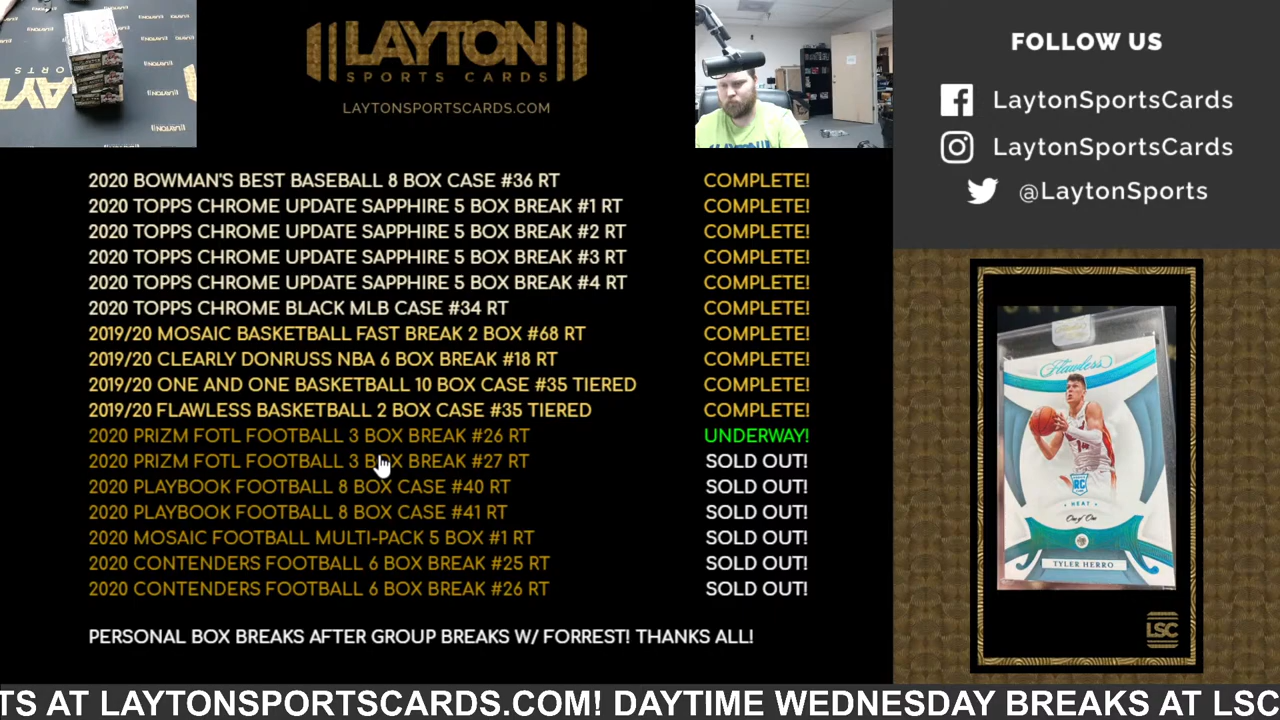 LAYTON
SPORTS CARDS
LAYTONSPORTSCARDS.COM
FOLLOW US
LaytonSportsCards
LaytonSportsCards
@LaytonSports
2020 BOWMAN'S BEST BASEBALL 8 BOX CASE #36 RT COMPLETE!
2020 TOPPS CHROME UPDATE SAPPHIRE 5 BOX BREAK #1 RT COMPLETE!
2020 TOPPS CHROME UPDATE SAPPHIRE 5 BOX BREAK #2 RT COMPLETE!
2020 TOPPS CHROME UPDATE SAPPHIRE 5 BOX BREAK #3 RT COMPLETE!
2020 TOPPS CHROME UPDATE SAPPHIRE 5 BOX BREAK #4 RT COMPLETE!
2020 TOPPS CHROME BLACK MLB CASE #34 RT COMPLETE!
2019/20 MOSAIC BASKETBALL FAST BREAK 2 BOX #68 RT COMPLETE!
2019/20 CLEARLY DONRUSS NBA 6 BOX BREAK #18 RT COMPLETE!
2019/20 ONE AND ONE BASKETBALL 10 BOX CASE #35 TIERED COMPLETE!
2019/20 FLAWLESS BASKETBALL 2 BOX CASE #35 TIERED COMPLETE!
2020 PRIZM FOTL FOOTBALL 3 BOX BREAK #26 RT UNDERWAY!
2020 PRIZM FOTL FOOTBALL 3 BOX BREAK #27 RT SOLD OUT!
2020 PLAYBOOK FOOTBALL 8 BOX CASE #40 RT SOLD OUT!
2020 PLAYBOOK FOOTBALL 8 BOX CASE #41 RT SOLD OUT!
2020 MOSAIC FOOTBALL MULTI-PACK 5 BOX #1 RT SOLD OUT!
2020 CONTENDERS FOOTBALL 6 BOX BREAK #25 RT SOLD OUT!
2020 CONTENDERS FOOTBALL 6 BOX BREAK #26 RT SOLD OUT!
PERSONAL BOX BREAKS AFTER GROUP BREAKS W/ FORREST! THANKS ALL!
Flawless
RC
HEAT
One of One
TYLER HERRO
LSC
TS AT LAYTONSPORTSCARDS.COM! DAYTIME WEDNESDAY BREAKS AT LSC